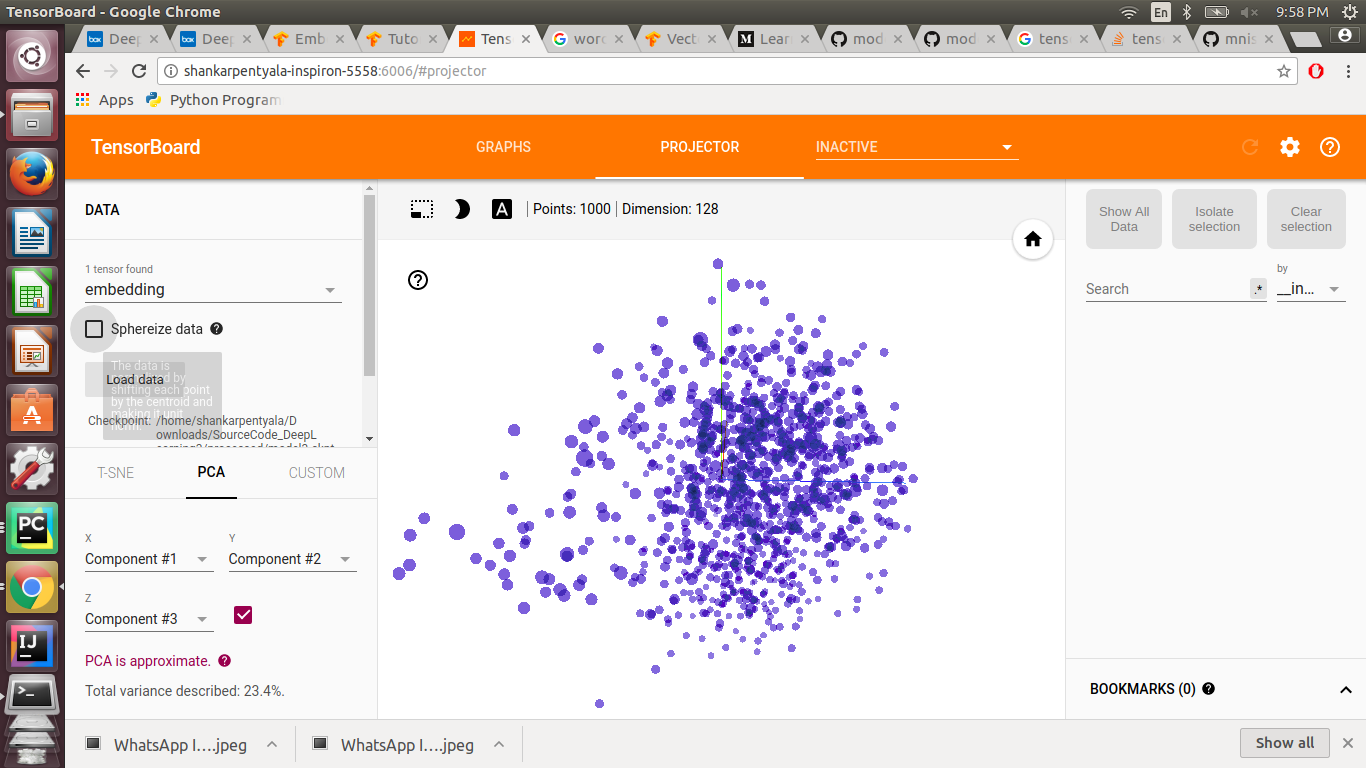 TensorBoard - Google Chrome
En
9:58 PM
Deep
Deep
Emb
Tuto
Tens
word
Vect
Lear
mod
mod
tens
tens
mnis
shankarpentyala-inspiron-5558:6006/#projector
Apps
Python Program
TensorBoard
GRAPHS
PROJECTOR
INACTIVE
DATA
Points: 1000
Dimension: 128
Show All Data
Isolate selection
Clear selection
1 tensor found
embedding
Search
.*
by
__in...
Sphereize data
The data is
by
shifting each point
by the centroid and
making it unit
norm.
Load data
Checkpoint:
/home/shankarpentyala/D
ownloads/SourceCode_DeepL
T-SNE
PCA
CUSTOM
X
Component #1
Y
Component #2
Z
Component #3
PCA is approximate.
Total variance described: 23.4%.
BOOKMARKS (0)
WhatsApp I....jpeg
WhatsApp I....jpeg
Show all